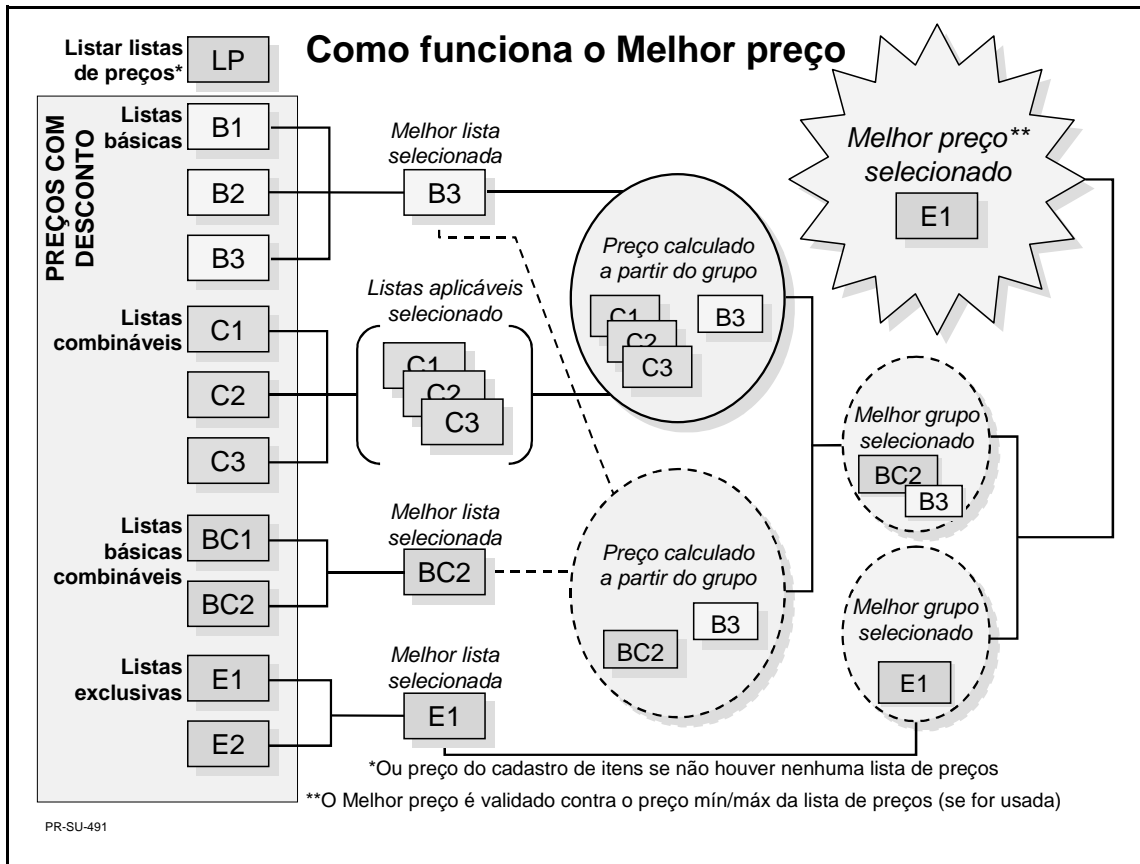 Como funciona o Melhor preço
Listar listas
de preços*
LP
PREÇOS COM
DESCONTO
Listas
básicas
B1
B2
B3
Listas
combináveis
C1
C2
C3
Listas
básicas
combináveis
BC1
BC2
Listas
exclusivas
E1
E2
Melhor lista
selecionada
B3
Listas aplicáveis
selecionado
C1
C2
C3
Melhor lista
selecionada
BC2
Melhor lista
selecionada
E1
Preço calculado
a partir do grupo
C1
C2
C3
B3
Preço calculado
a partir do grupo
BC2
B3
Melhor preço**
selecionado
E1
Melhor grupo
selecionado
BC2
B3
Melhor grupo
selecionado
E1
*Ou preço do cadastro de itens se não houver nenhuma lista de preços
**O Melhor preço é validado contra o preço mín/máx da lista de preços (se for usada)
PR-SU-491